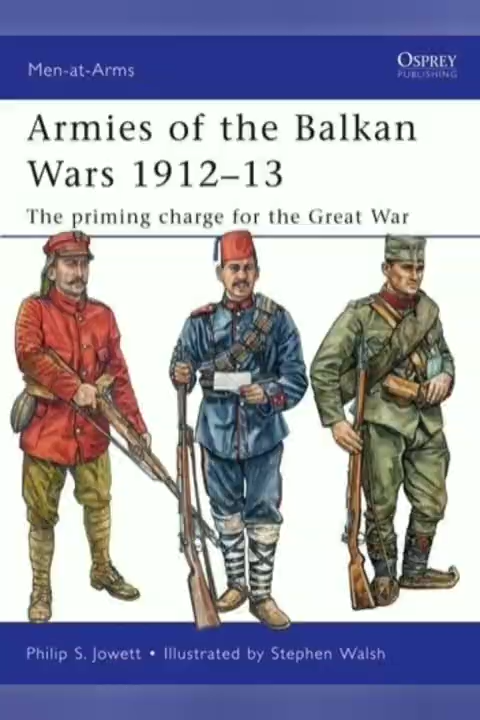 Men-at-Arms
OSPREY
PUBLISHING
Armies of the Balkan
Wars 1912–13
The priming charge for the Great War
Philip S. Jowett • Illustrated by Stephen Walsh